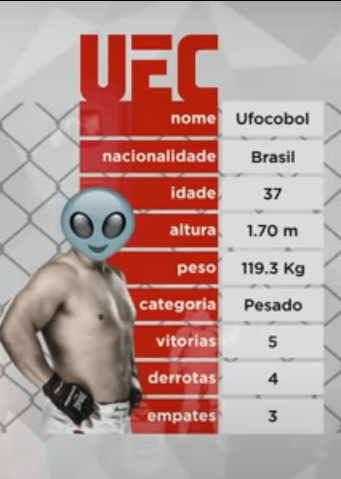 UFC
nome Ufocobol
nacionalidade Brasil
idade 37
altura 1.70 m
peso 119.3 Kg
categoria Pesado
vitorias 5
derrotas 4
empates 3